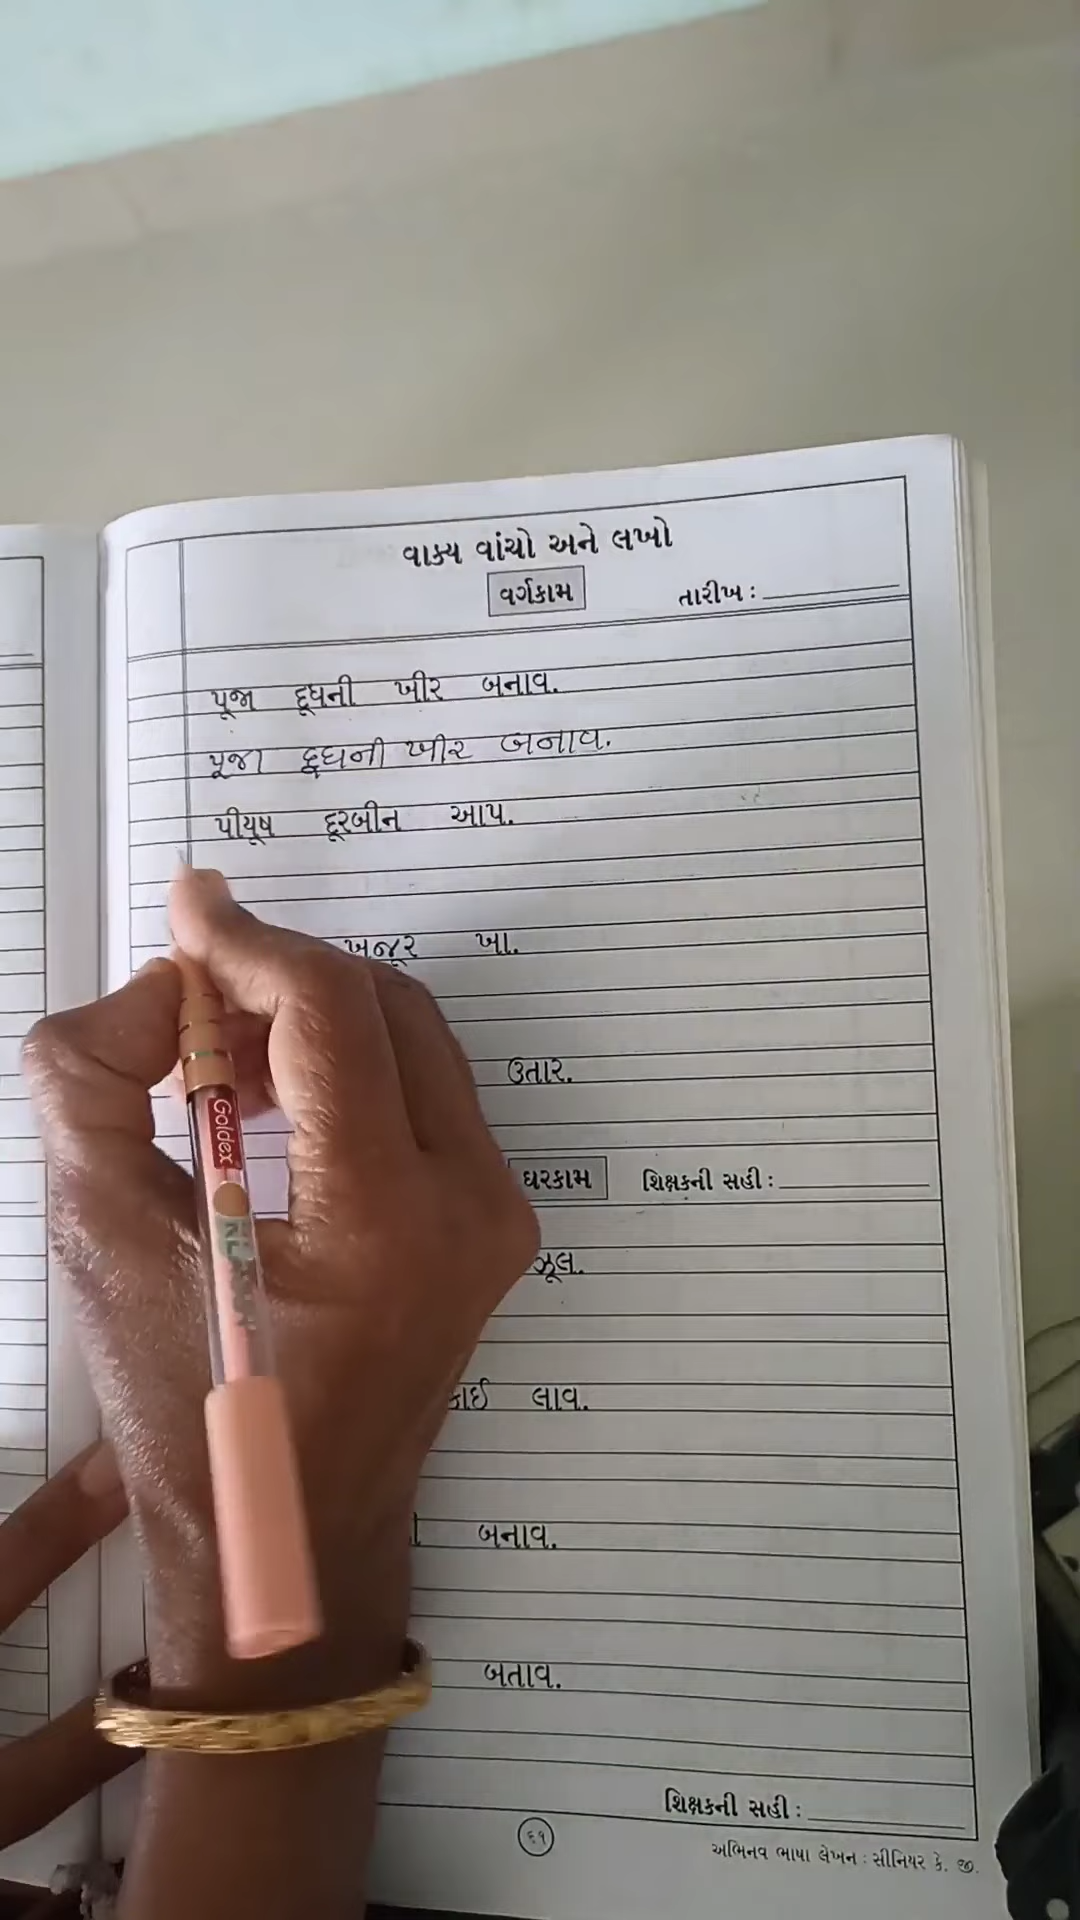 વાક્ય વાંચો અને લખો
વર્ગકામ તારીખ :
પૂજા દૂધની ખીર બનાવ.
પૂજા દૂધની ખીર બનાવ.
પીયૂષ દૂરબીન આપ.
ખજૂર ખા.
ઉતાર.
ઘરકામ શિક્ષકની સહી :
ઝૂલ.
લાવ.
બનાવ.
બતાવ.
શિક્ષકની સહી :
૬૧
અભિનવ ભાષા લેખન : સીનિયર કે. જી.
Goldex